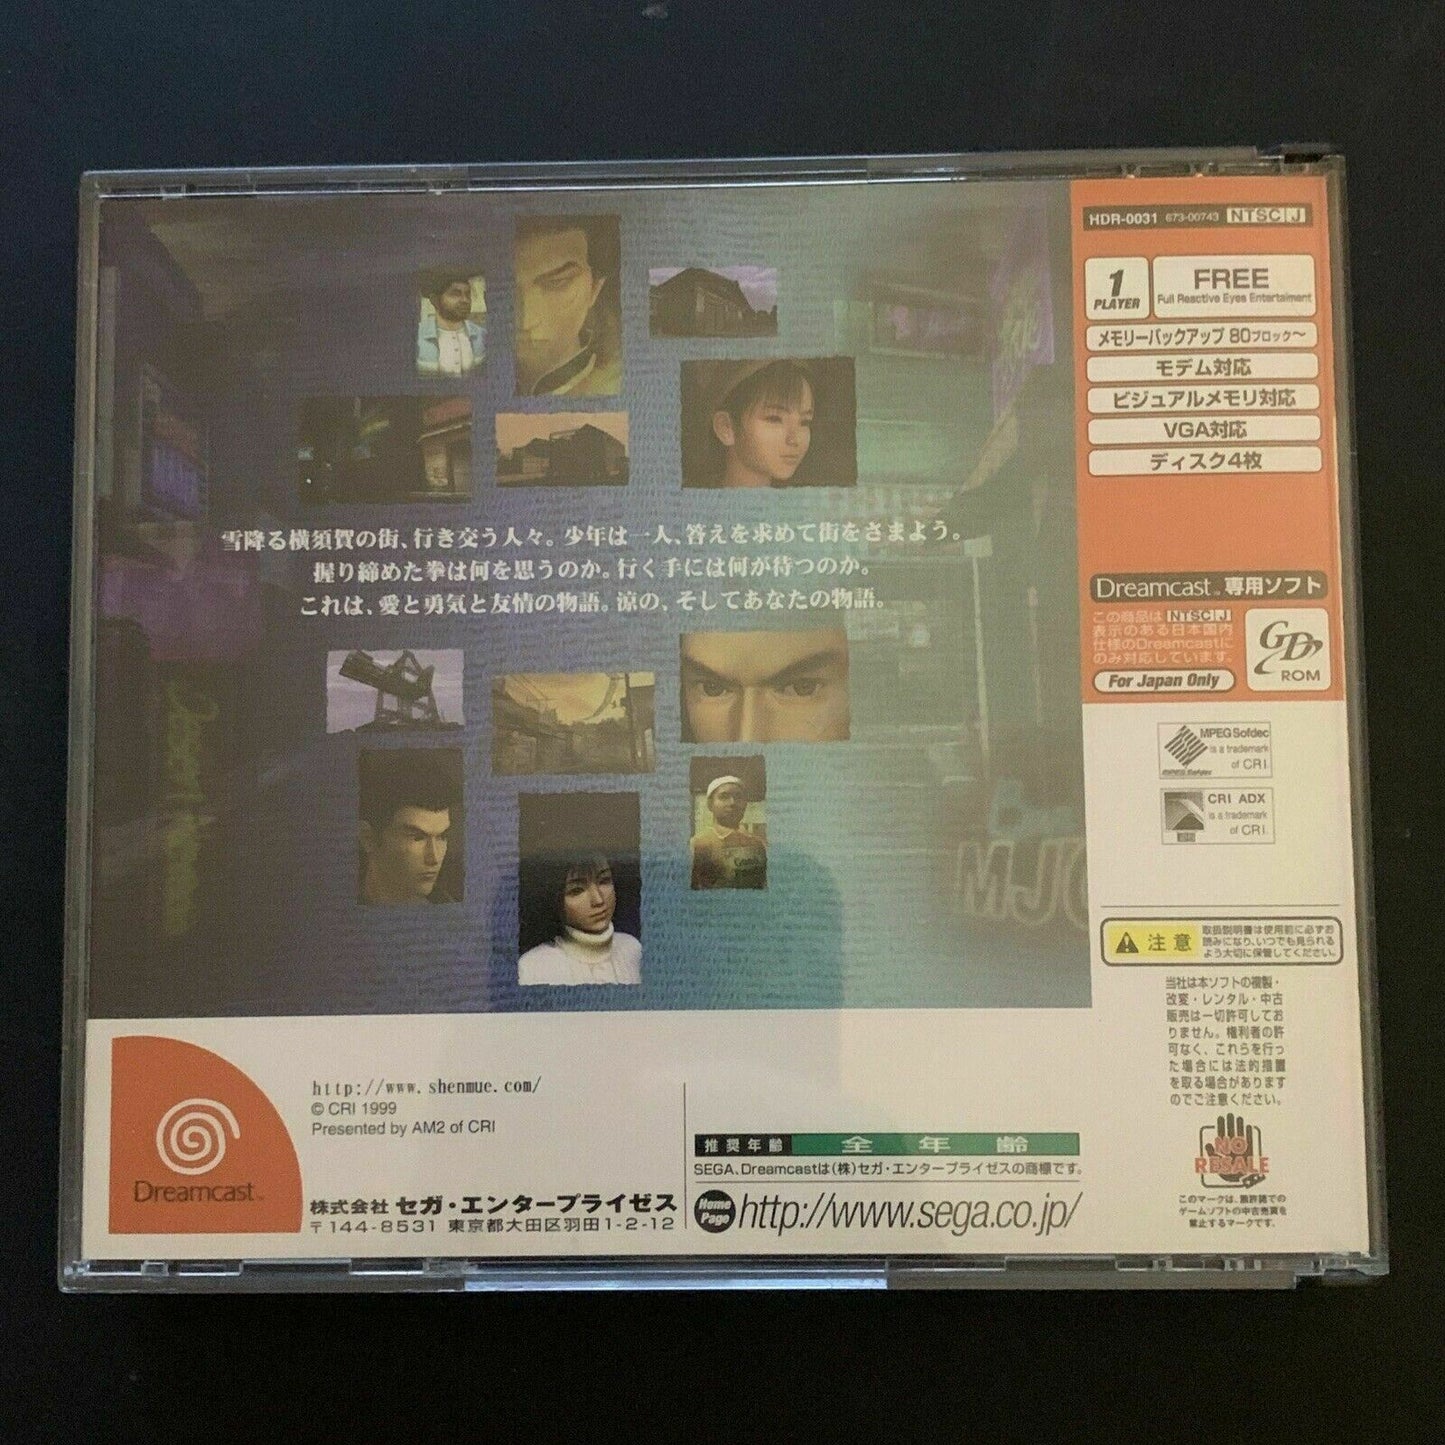 雪降る横須賀の街、行き交う人々。少年は一人、答えを求めて街をさまよう。
握り締めた拳は何を思うのか。行く手には何が待つのか。
これは、愛と勇気と友情の物語。涼の、そしてあなたの物語。
HDR-0031 673-00743 NTSC J
1
PLAYER
FREE
Full Reactive Eyes Entertaiment
メモリーバックアップ 80ブロック〜
モデム対応
ビジュアルメモリ対応
VGA対応
ディスク4枚
Dreamcast™専用ソフト
この商品は NTSC J
表示のある日本国内
仕様のDreamcastに
のみ対応しています。
For Japan Only
GD
ROM
MPEG Sofdec
is a trademark
of CRI.
MPEG Sofdec
CRI ADX
is a trademark
of CRI.
注意
取扱説明書は使用前に必ずお
読みになり、いつでも見られる
よう大切に保管してください。
当社は本ソフトの複製・
改変・レンタル・中古
販売は一切許可してお
りません。権利者の許
可なく、これらを行っ
た場合には法的措置
を取る場合があります
のでご注意ください。
NO
RESALE
このマークは、無許諾での
ゲームソフトの中古売買を
禁止するマークです。
Dreamcast™
http://www.shenmue.com/
© CRI 1999
Presented by AM2 of CRI
株式会社 セガ・エンタープライゼス
〒144-8531 東京都大田区羽田1-2-12
推奨年齢 全年齢
SEGA、Dreamcastは(株)セガ・エンタープライゼスの商標です。
Home
Page
http://www.sega.co.jp/